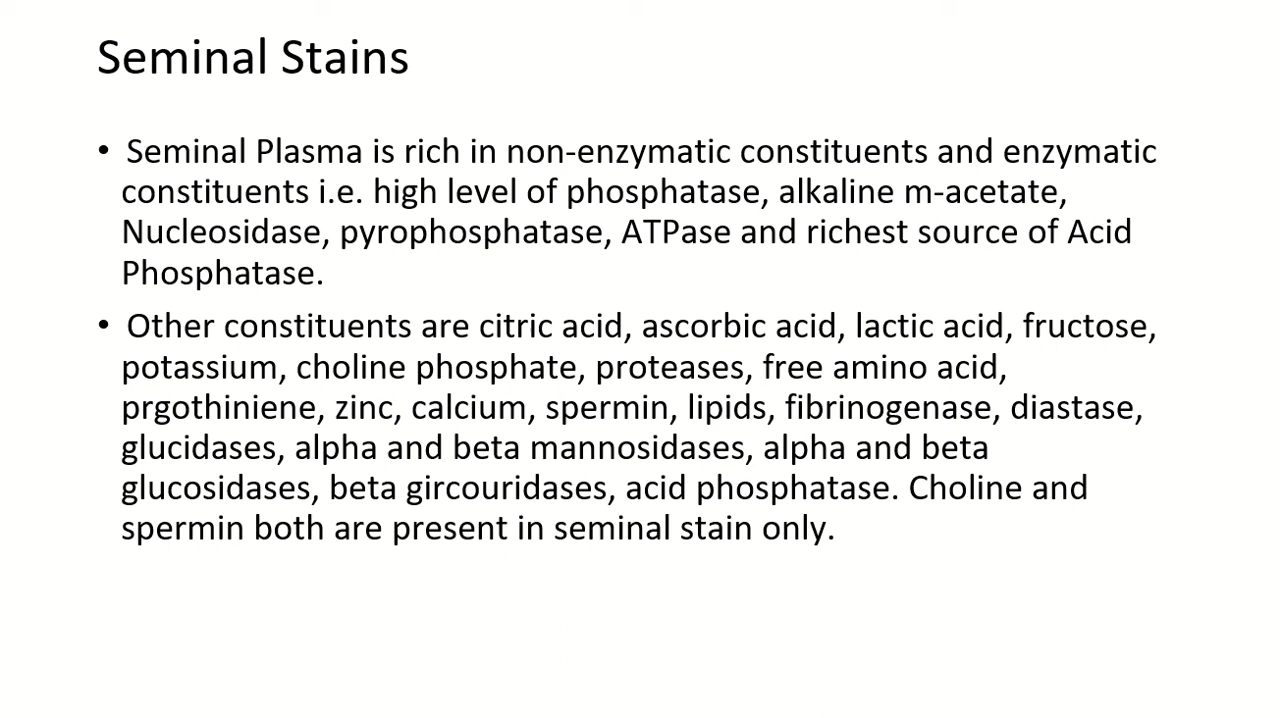 Seminal Stains
• Seminal Plasma is rich in non-enzymatic constituents and enzymatic
constituents i.e. high level of phosphatase, alkaline m-acetate,
Nucleosidase, pyrophosphatase, ATPase and richest source of Acid
Phosphatase.
• Other constituents are citric acid, ascorbic acid, lactic acid, fructose,
potassium, choline phosphate, proteases, free amino acid,
prgothiniene, zinc, calcium, spermin, lipids, fibrinogenase, diastase,
glucidases, alpha and beta mannosidases, alpha and beta
glucosidases, beta gircouridases, acid phosphatase. Choline and
spermin both are present in seminal stain only.